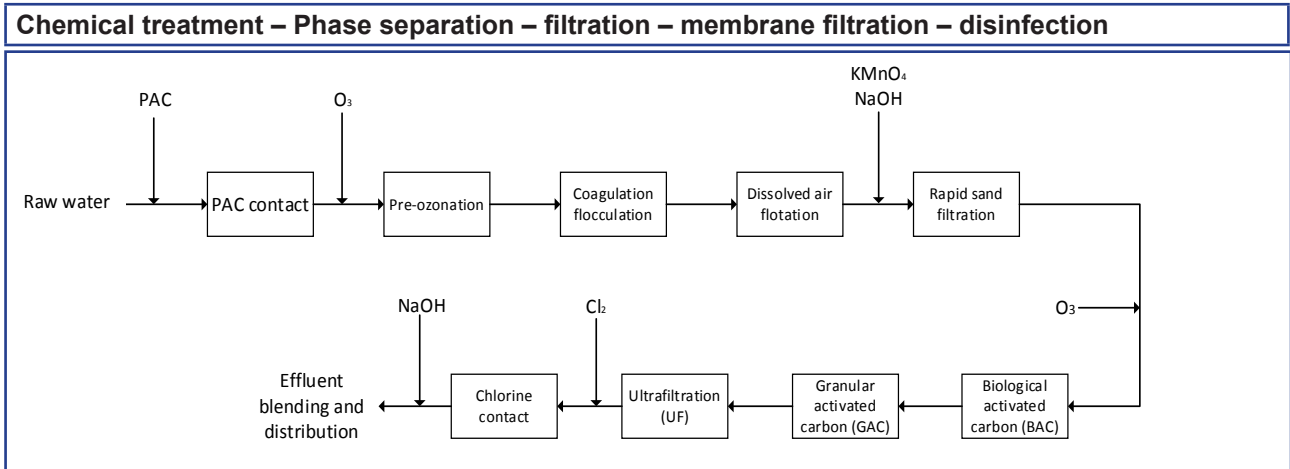 Chemical treatment – Phase separation – filtration – membrane filtration – disinfection
PAC
O₃
KMnO₄
NaOH
Raw water
PAC contact
Pre-ozonation
Coagulation
flocculation
Dissolved air
flotation
Rapid sand
filtration
O₃
NaOH
Cl₂
Effluent
blending and
distribution
Chlorine
contact
Ultrafiltration
(UF)
Granular
activated
carbon (GAC)
Biological
activated
carbon (BAC)